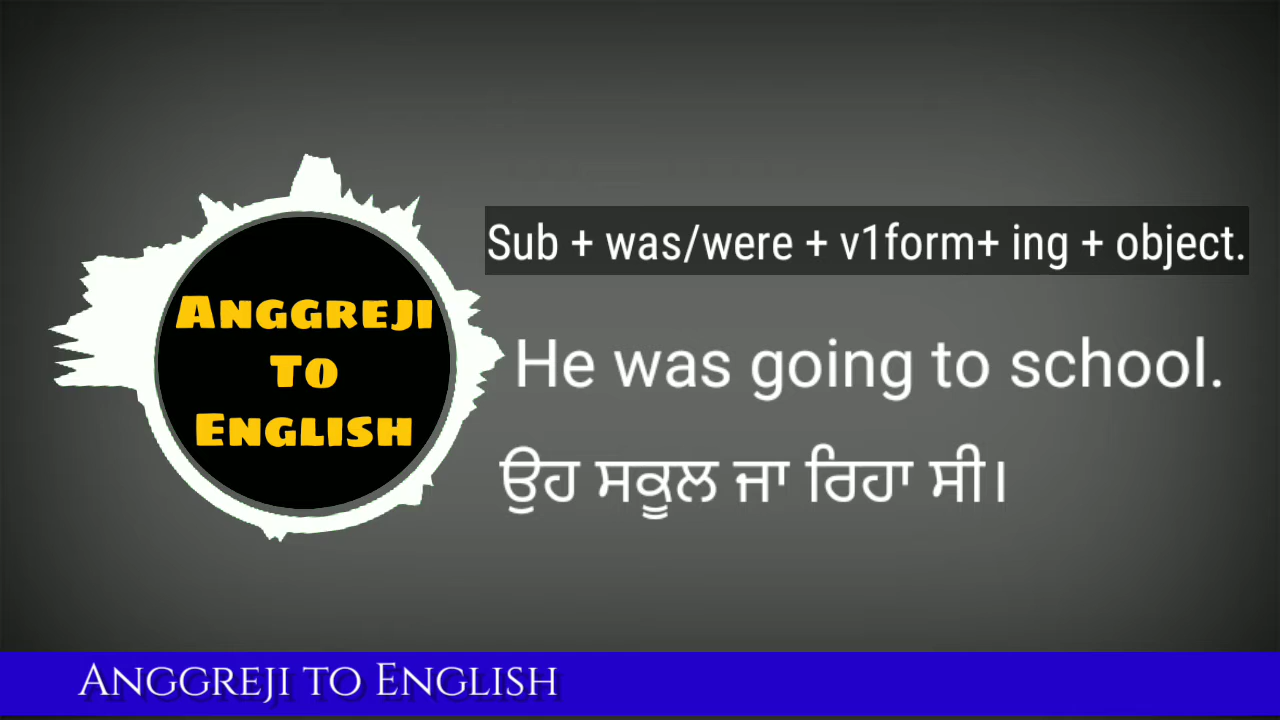 Anggreji
To
English
Sub + was/were + v1form+ ing + object.
He was going to school.
ਉਹ ਸਕੂਲ ਜਾ ਰਿਹਾ ਸੀ।
Anggreji to English